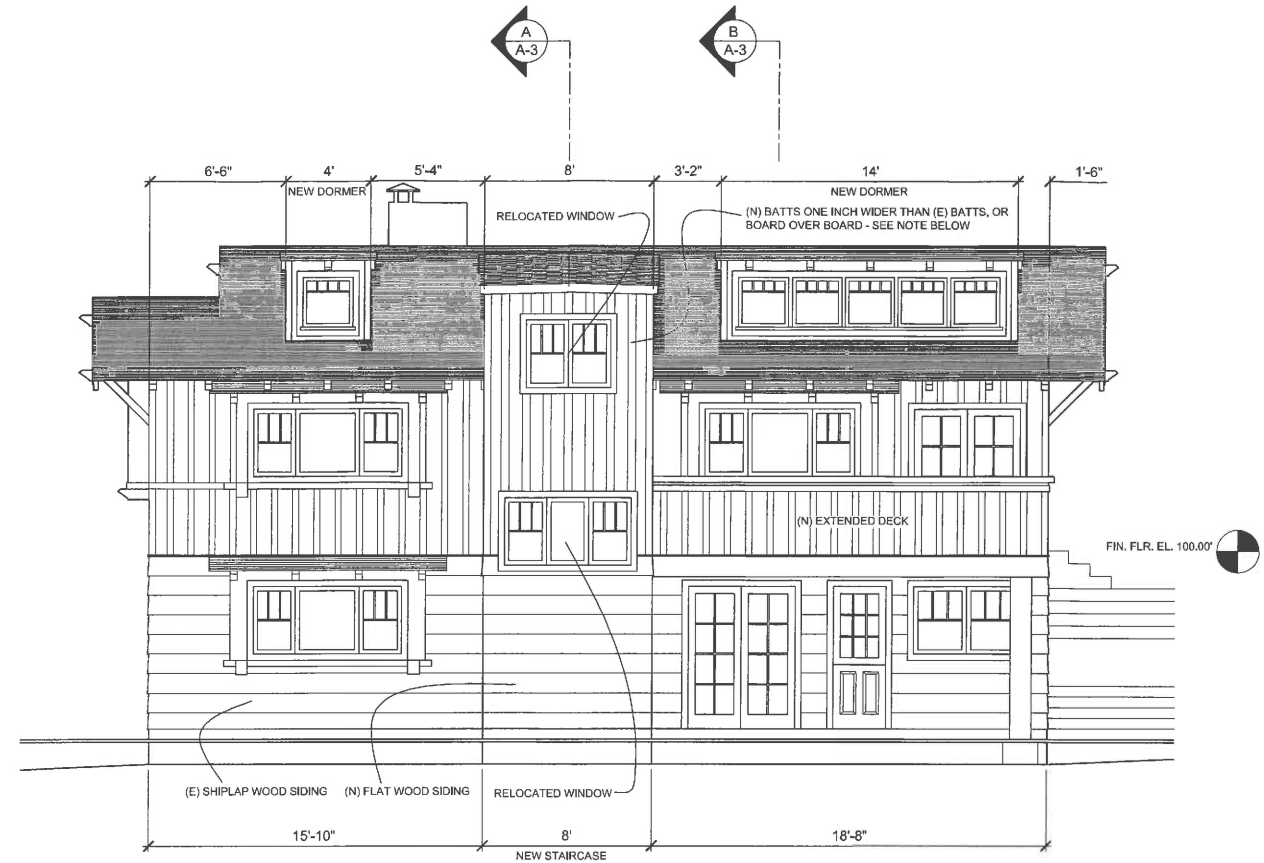 A
A-3
B
A-3
6'-6"
4'
5'-4"
8'
3'-2"
14'
1'-6"
NEW DORMER
NEW DORMER
RELOCATED WINDOW
(N) BATTS ONE INCH WIDER THAN (E) BATTS, OR
BOARD OVER BOARD - SEE NOTE BELOW
(N) EXTENDED DECK
FIN. FLR. EL. 100.00'
(E) SHIPLAP WOOD SIDING
(N) FLAT WOOD SIDING
RELOCATED WINDOW
15'-10"
8'
18'-8"
NEW STAIRCASE